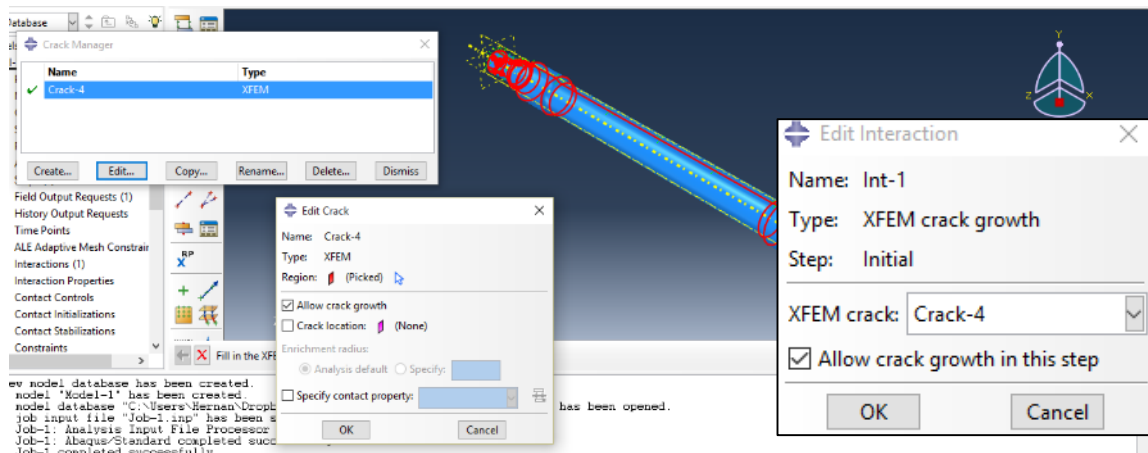 Database
Crack Manager
Name Type
Crack-4 XFEM
Create... Edit... Copy... Rename... Delete... Dismiss
Field Output Requests (1)
History Output Requests
Time Points
ALE Adaptive Mesh Constrain
Interactions (1)
Interaction Properties
Contact Controls
Contact Initializations
Contact Stabilizations
Constraints
RP
Y
Z
X
Edit Crack
Name: Crack-4
Type: XFEM
Region: (Picked)
Allow crack growth
Crack location: (None)
Enrichment radius:
Analysis default Specify:
Specify contact property:
OK Cancel
Edit Interaction
Name: Int-1
Type: XFEM crack growth
Step: Initial
XFEM crack: Crack-4
Allow crack growth in this step
OK Cancel
Fill in the XFE
ew model database has been created.
model "Model-1" has been created.
model database "C:\Users\Hernan\Dropb has been opened.
job input file "Job-1.inp" has been s
Job-1: Analysis Input File Processor
Job-1: Abaqus/Standard completed succ
Job-1 completed successfully